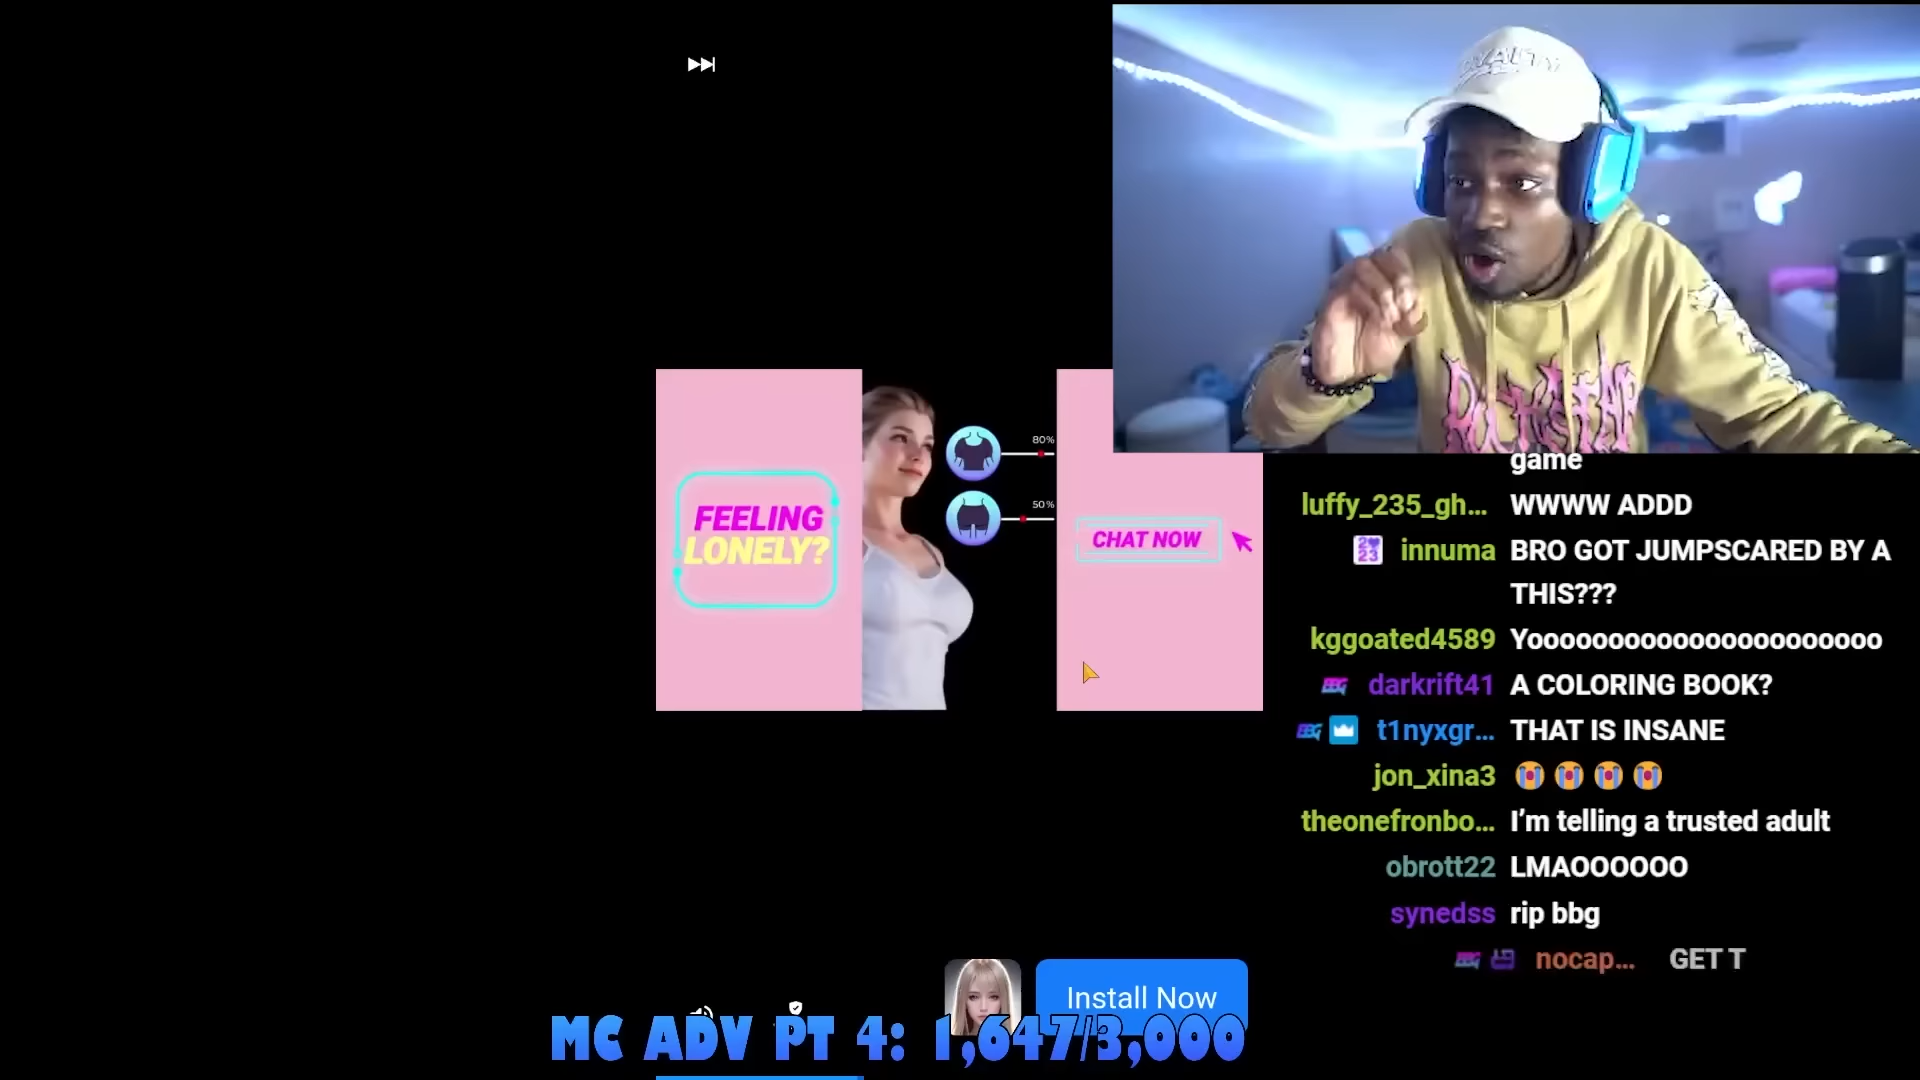 FEELING
LONELY?
80%
50%
CHAT NOW
game
luffy_235_gh... WWWW ADDD
innuma BRO GOT JUMPSCARED BY A
THIS???
kggoated4589 Yooooooooooooooooooooooo
darkrift41 A COLORING BOOK?
t1nyxgr... THAT IS INSANE
jon_xina3 😭 😭 😭 😭
theonefronbo... I’m telling a trusted adult
obrott22 LMAOOOOOO
synedss rip bbg
nocap... GET T
Install Now
MC ADV PT 4: 1,647/3,000